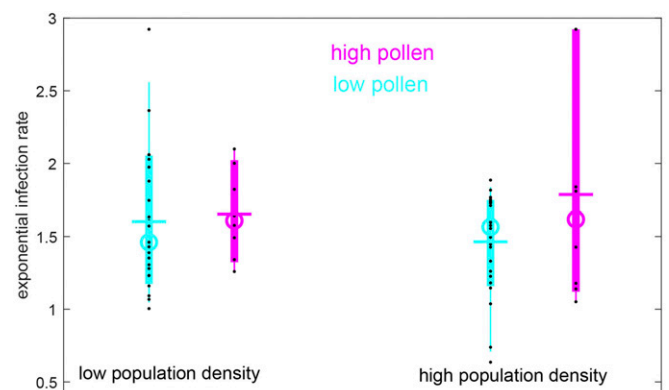 3
2.5
2
1.5
1
0.5
exponential infection rate
high pollen
low pollen
low population density
high population density